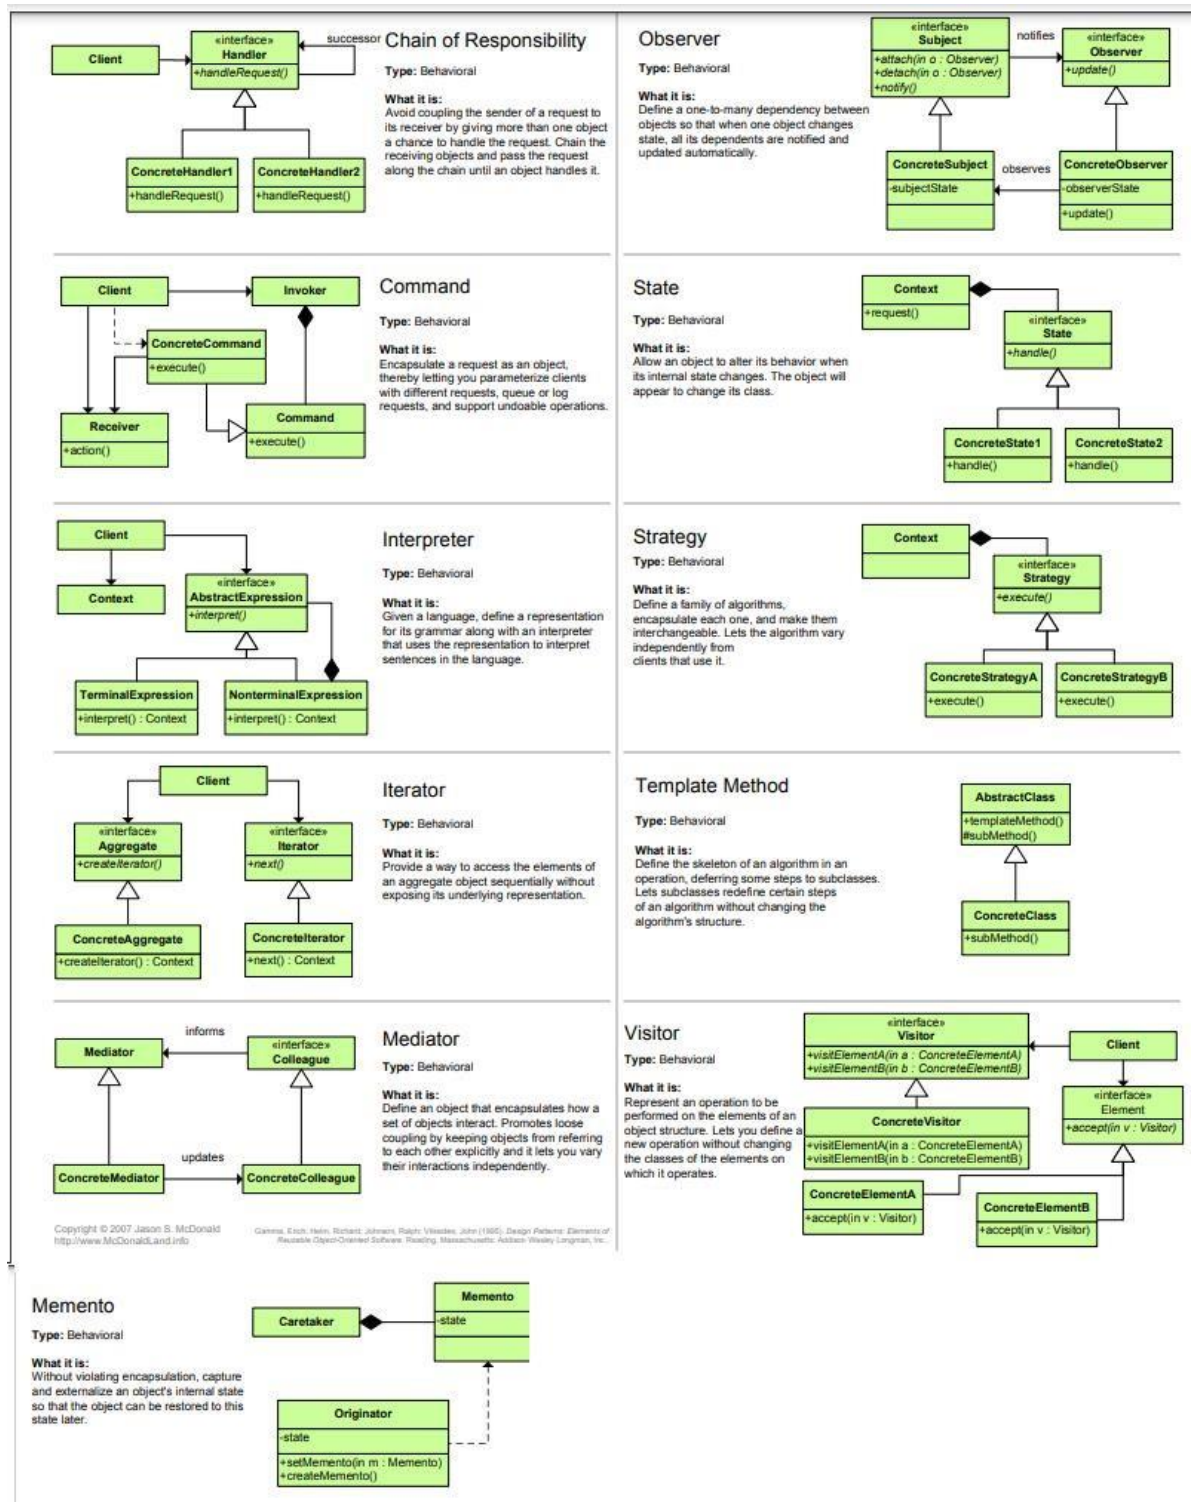 Chain of Responsibility
Type: Behavioral
What it is:
Avoid coupling the sender of a request to
its receiver by giving more than one object
a chance to handle the request. Chain the
receiving objects and pass the request
along the chain until an object handles it.
Client
«interface»
Handler
+handleRequest()
successor
ConcreteHandler1
+handleRequest()
ConcreteHandler2
+handleRequest()
Command
Type: Behavioral
What it is:
Encapsulate a request as an object,
thereby letting you parameterize clients
with different requests, queue or log
requests, and support undoable operations.
Client
Invoker
ConcreteCommand
+execute()
Receiver
+action()
Command
+execute()
Interpreter
Type: Behavioral
What it is:
Given a language, define a representation
for its grammar along with an interpreter
that uses the representation to interpret
sentences in the language.
Client
Context
«interface»
AbstractExpression
+interpret()
TerminalExpression
+interpret() : Context
NonterminalExpression
+interpret() : Context
Iterator
Type: Behavioral
What it is:
Provide a way to access the elements of
an aggregate object sequentially without
exposing its underlying representation.
Client
«interface»
Aggregate
+createIterator()
«interface»
Iterator
+next()
ConcreteAggregate
+createIterator() : Context
ConcreteIterator
+next() : Context
Mediator
Type: Behavioral
What it is:
Define an object that encapsulates how a
set of objects interact. Promotes loose
coupling by keeping objects from referring
to each other explicitly and it lets you vary
their interactions independently.
Mediator
informs
«interface»
Colleague
ConcreteMediator
updates
ConcreteColleague
Copyright © 2007 Jason S. McDonald
http://www.McDonaldLand.info
Gamma, Erich; Helm, Richard; Johnson, Ralph; Vlissides, John (1995). Design Patterns: Elements of
Reusable Object-Oriented Software. Reading, Massachusetts: Addison Wesley Longman, Inc.
Observer
Type: Behavioral
What it is:
Define a one-to-many dependency between
objects so that when one object changes
state, all its dependents are notified and
updated automatically.
«interface»
Subject
+attach(in o : Observer)
+detach(in o : Observer)
+notify()
notifies
«interface»
Observer
+update()
ConcreteSubject
-subjectState
observes
ConcreteObserver
-observerState
+update()
State
Type: Behavioral
What it is:
Allow an object to alter its behavior when
its internal state changes. The object will
appear to change its class.
Context
+request()
«interface»
State
+handle()
ConcreteState1
+handle()
ConcreteState2
+handle()
Strategy
Type: Behavioral
What it is:
Define a family of algorithms,
encapsulate each one, and make them
interchangeable. Lets the algorithm vary
independently from
clients that use it.
Context
«interface»
Strategy
+execute()
ConcreteStrategyA
+execute()
ConcreteStrategyB
+execute()
Template Method
Type: Behavioral
What it is:
Define the skeleton of an algorithm in an
operation, deferring some steps to subclasses.
Lets subclasses redefine certain steps
of an algorithm without changing the
algorithm's structure.
AbstractClass
+templateMethod()
#subMethod()
ConcreteClass
+subMethod()
Visitor
Type: Behavioral
What it is:
Represent an operation to be
performed on the elements of an
object structure. Lets you define a
new operation without changing
the classes of the elements on
which it operates.
«interface»
Visitor
+visitElementA(in a : ConcreteElementA)
+visitElementB(in b : ConcreteElementB)
Client
«interface»
Element
+accept(in v : Visitor)
ConcreteVisitor
+visitElementA(in a : ConcreteElementA)
+visitElementB(in b : ConcreteElementB)
ConcreteElementA
+accept(in v : Visitor)
ConcreteElementB
+accept(in v : Visitor)
Memento
Type: Behavioral
What it is:
Without violating encapsulation, capture
and externalize an object's internal state
so that the object can be restored to this
state later.
Caretaker
Memento
-state
Originator
-state
+setMemento(in m : Memento)
+createMemento()